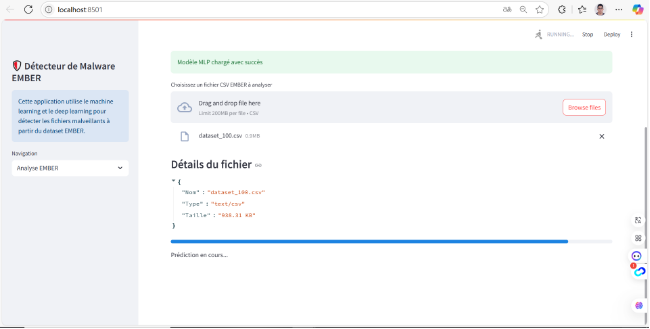 localhost:8501
RUNNING...
Stop
Deploy
Détecteur de Malware
EMBER
Cette application utilise le machine
learning et le deep learning pour
détecter les fichiers malveillants à
partir du dataset EMBER.
Navigation
Analyse EMBER
Modèle MLP chargé avec succès
Choisissez un fichier CSV EMBER à analyser
Drag and drop file here
Limit 200MB per file • CSV
Browse files
dataset_100.csv 0.9MB
Détails du fichier
{
"Nom" : "dataset_100.csv"
"Type" : "text/csv"
"Taille" : "938.31 KB"
}
Prédiction en cours...